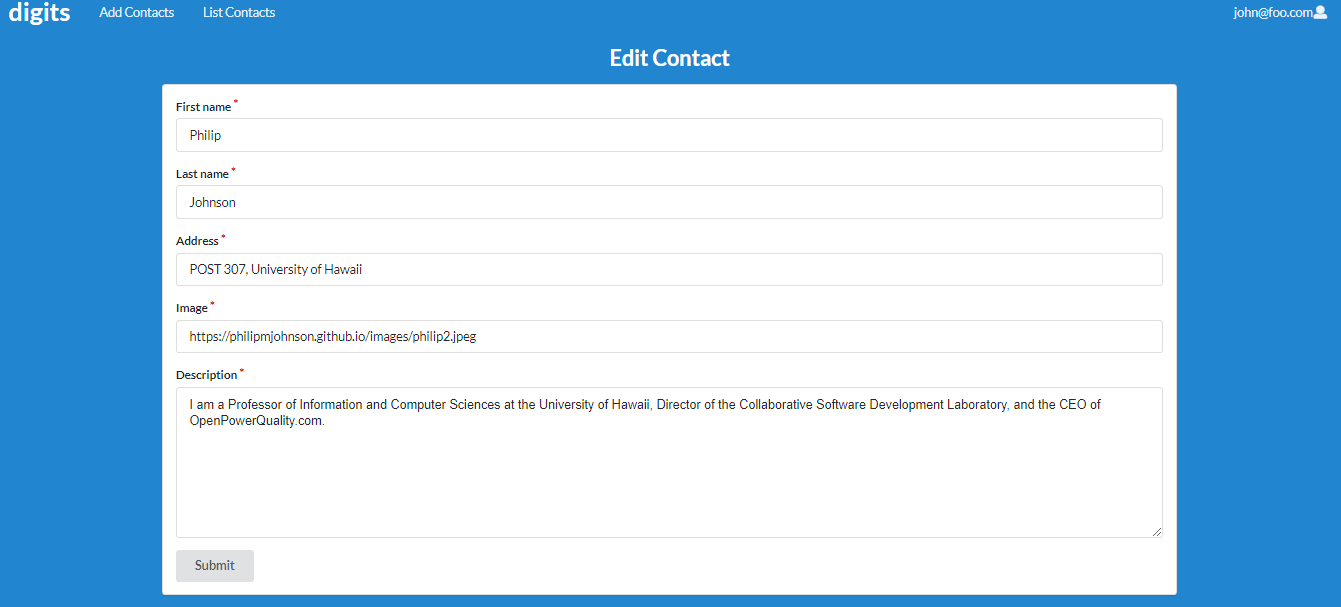 digits Add Contacts List Contacts john@foo.com
Edit Contact
First name *
Philip
Last name *
Johnson
Address *
POST 307, University of Hawaii
Image *
https://philipmjohnson.github.io/images/philip2.jpeg
Description *
I am a Professor of Information and Computer Sciences at the University of Hawaii, Director of the Collaborative Software Development Laboratory, and the CEO of
OpenPowerQuality.com.
Submit